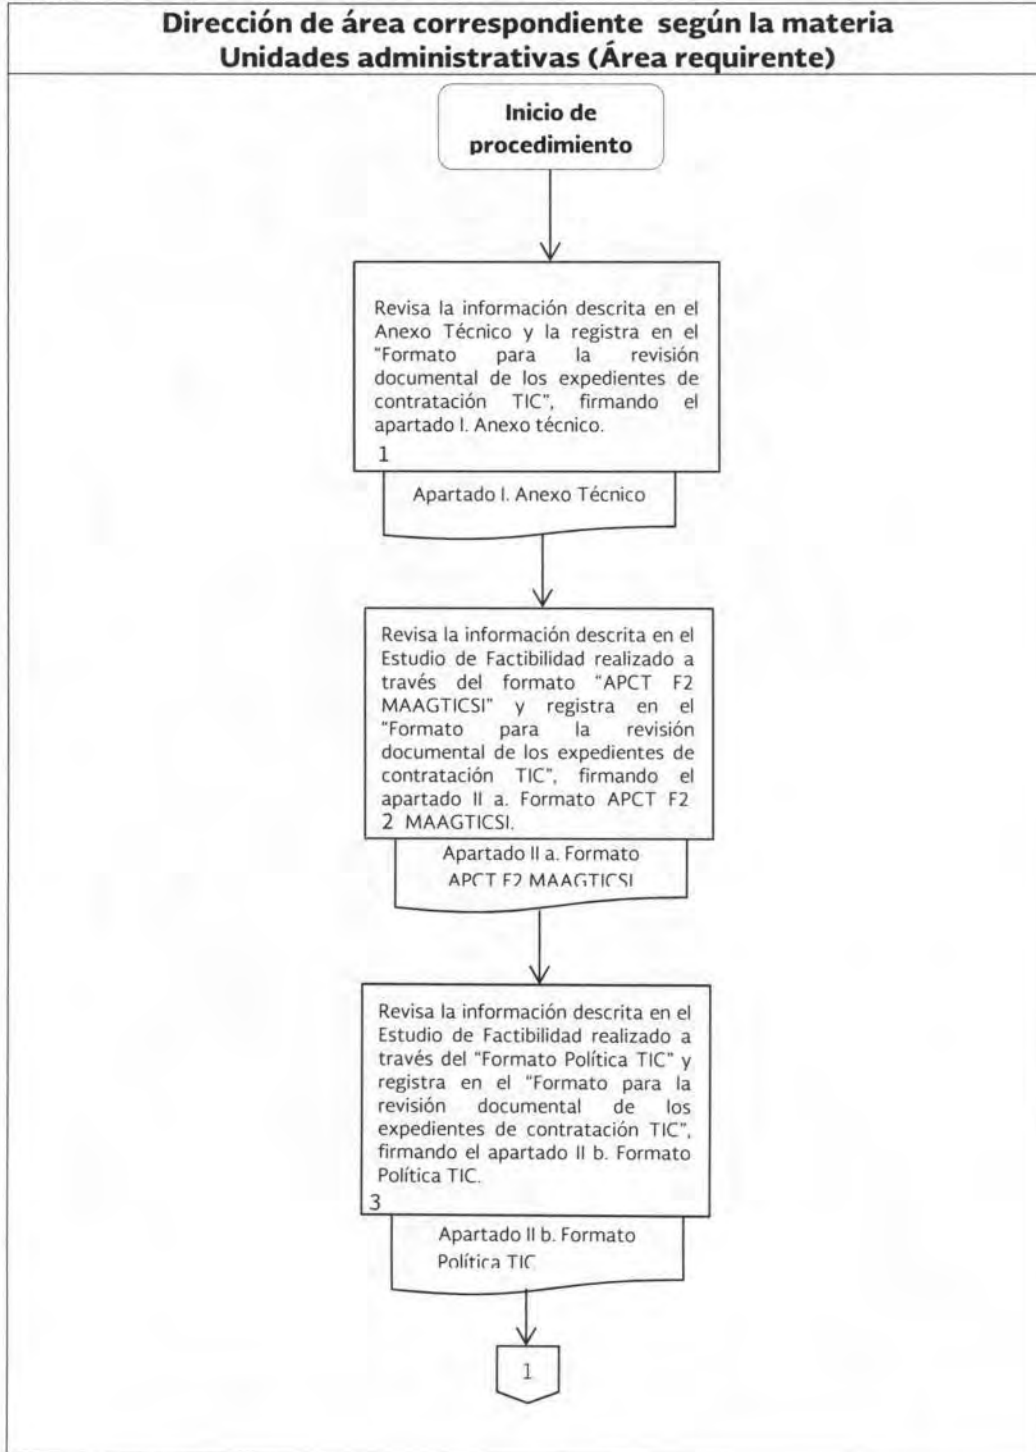 Dirección de área correspondiente según la materia
Unidades administrativas (Área requirente)
Inicio de
procedimiento
Revisa la información descrita en el
Anexo Técnico y la registra en el
"Formato para la revisión
documental de los expedientes de
contratación TIC", firmando el
apartado I. Anexo técnico.
1
Apartado I. Anexo Técnico
Revisa la información descrita en el
Estudio de Factibilidad realizado a
través del formato "APCT F2
MAAGTICSI" y registra en el
"Formato para la revisión
documental de los expedientes de
contratación TIC", firmando el
apartado II a. Formato APCT F2
2 MAAGTICSI.
Apartado II a. Formato
APCT F2 MAAGTICSI
Revisa la información descrita en el
Estudio de Factibilidad realizado a
través del "Formato Política TIC" y
registra en el "Formato para la
revisión documental de los
expedientes de contratación TIC",
firmando el apartado II b. Formato
Política TIC.
3
Apartado II b. Formato
Política TIC
1